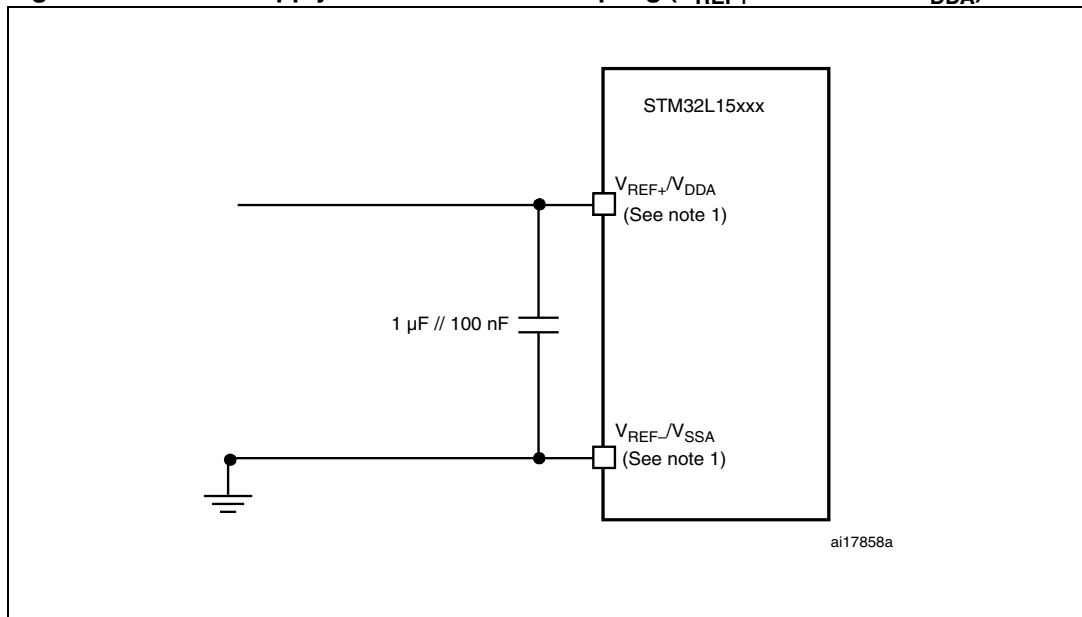 STM32L15xxx
VREF+/VDDA
(See note 1)
1 µF // 100 nF
VREF–/VSSA
(See note 1)
ai17858a